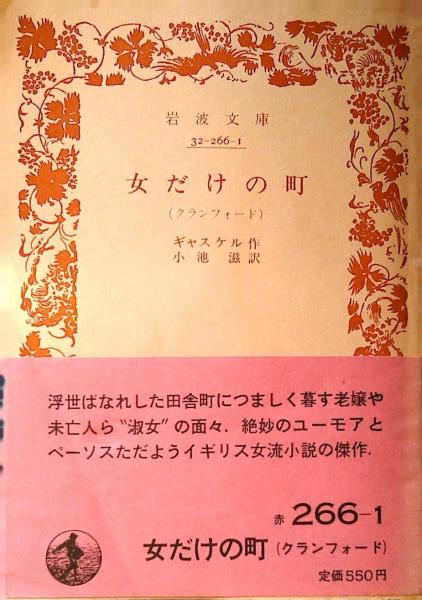 岩波文庫
32-266-1
女だけの町
(クランフォード)
ギャスケル作
小池 滋訳
浮世ばなれした田舎町につましく暮す老嬢や
未亡人ら〝淑女〟の面々．絶妙のユーモアと
ペーソスただようイギリス女流小説の傑作．
赤 266-1
女だけの町 (クランフォード)
定価550円